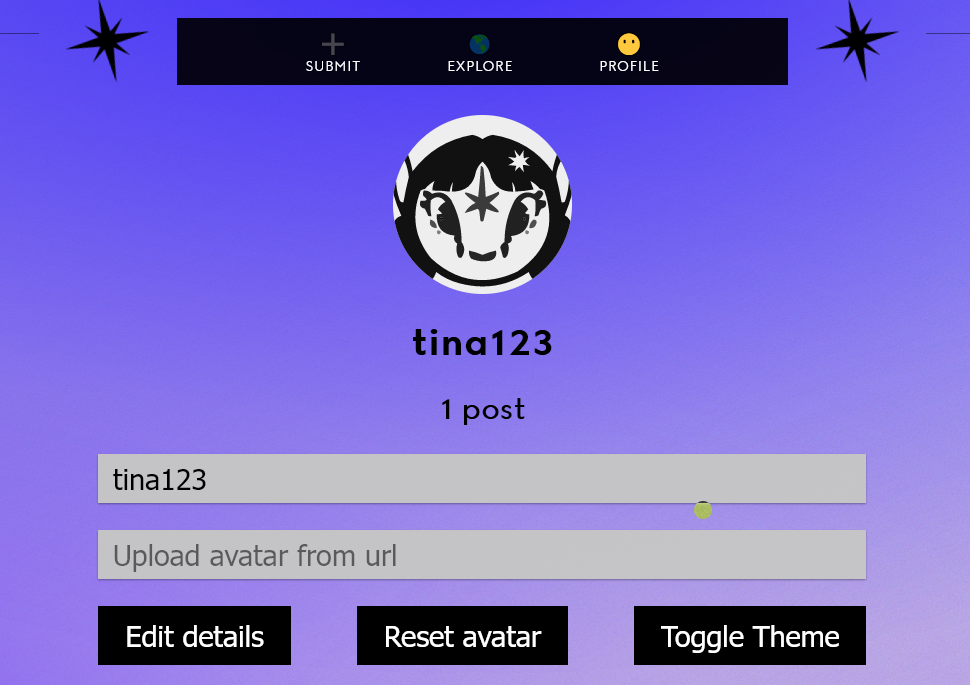 SUBMIT EXPLORE PROFILE
tina123
1 post
tina123
Upload avatar from url
Edit details Reset avatar Toggle Theme